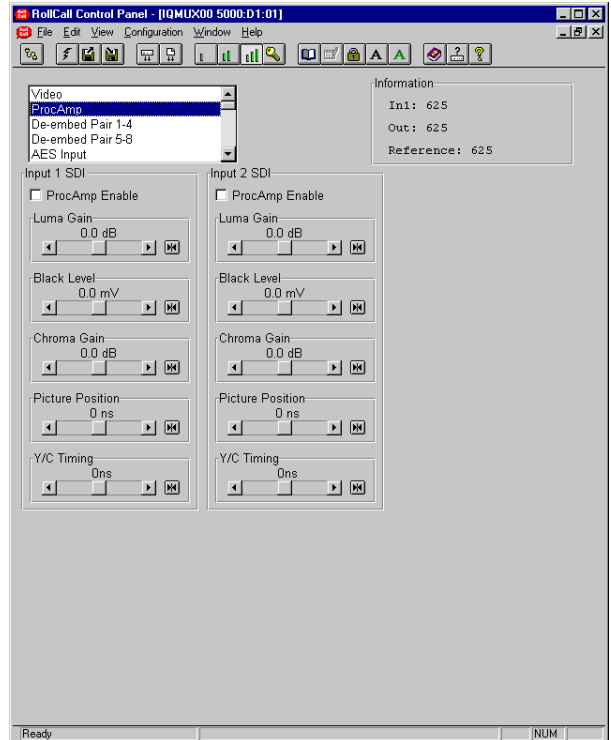 RollCall Control Panel - [IQMUX00 5000:D1:01]
File Edit View Configuration Window Help
A A
Video
ProcAmp
De-embed Pair 1-4
De-embed Pair 5-8
AES Input
Information
In1: 625
Out: 625
Reference: 625
Input 1 SDI
ProcAmp Enable
Luma Gain
0.0 dB
Black Level
0.0 mV
Chroma Gain
0.0 dB
Picture Position
0 ns
Y/C Timing
0ns
Input 2 SDI
ProcAmp Enable
Luma Gain
0.0 dB
Black Level
0.0 mV
Chroma Gain
0.0 dB
Picture Position
0 ns
Y/C Timing
0ns
Ready
NUM